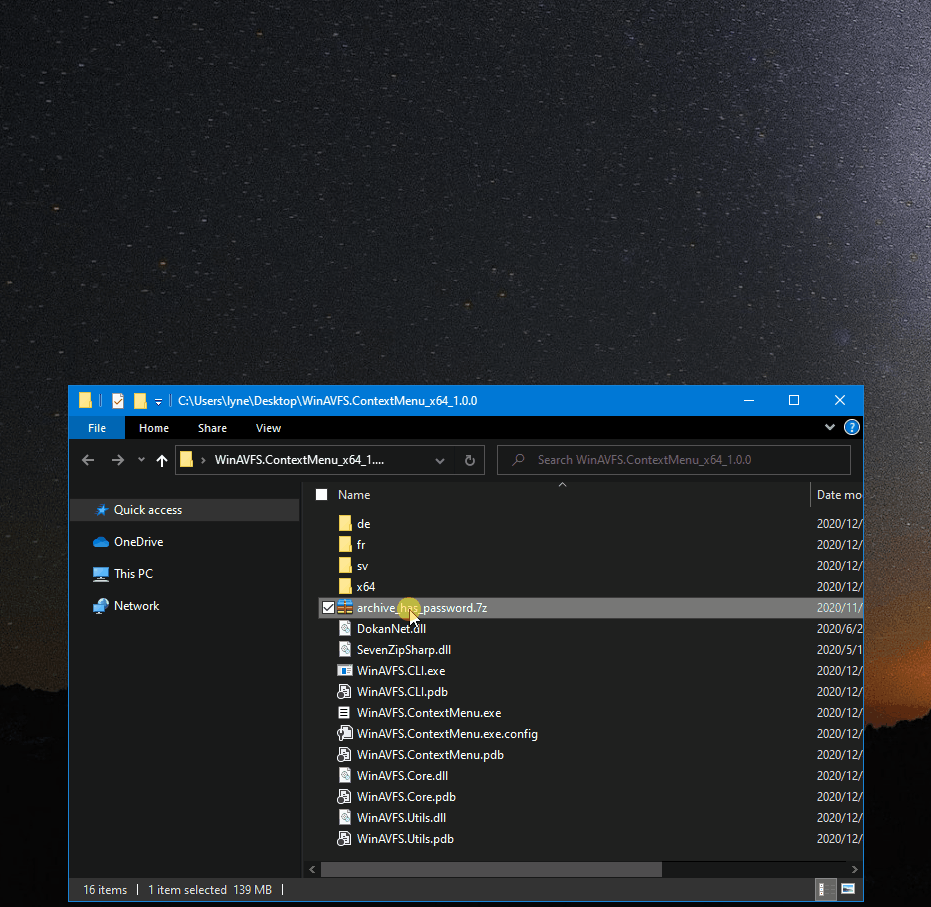 C:\Users\lyne\Desktop\WinAVFS.ContextMenu_x64_1.0.0
File Home Share View
?
WinAVFS.ContextMenu_x64_1....
Search WinAVFS.ContextMenu_x64_1.0.0
Quick access
OneDrive
This PC
Network
Name Date mo
de 2020/12/
fr 2020/12/
sv 2020/12/
x64 2020/12/
archive_has_password.7z 2020/11/
DokanNet.dll 2020/6/2
SevenZipSharp.dll 2020/5/1
WinAVFS.CLI.exe 2020/12/
WinAVFS.CLI.pdb 2020/12/
WinAVFS.ContextMenu.exe 2020/12/
WinAVFS.ContextMenu.exe.config 2020/12/
WinAVFS.ContextMenu.pdb 2020/12/
WinAVFS.Core.dll 2020/12/
WinAVFS.Core.pdb 2020/12/
WinAVFS.Utils.dll 2020/12/
WinAVFS.Utils.pdb 2020/12/
16 items 1 item selected 139 MB